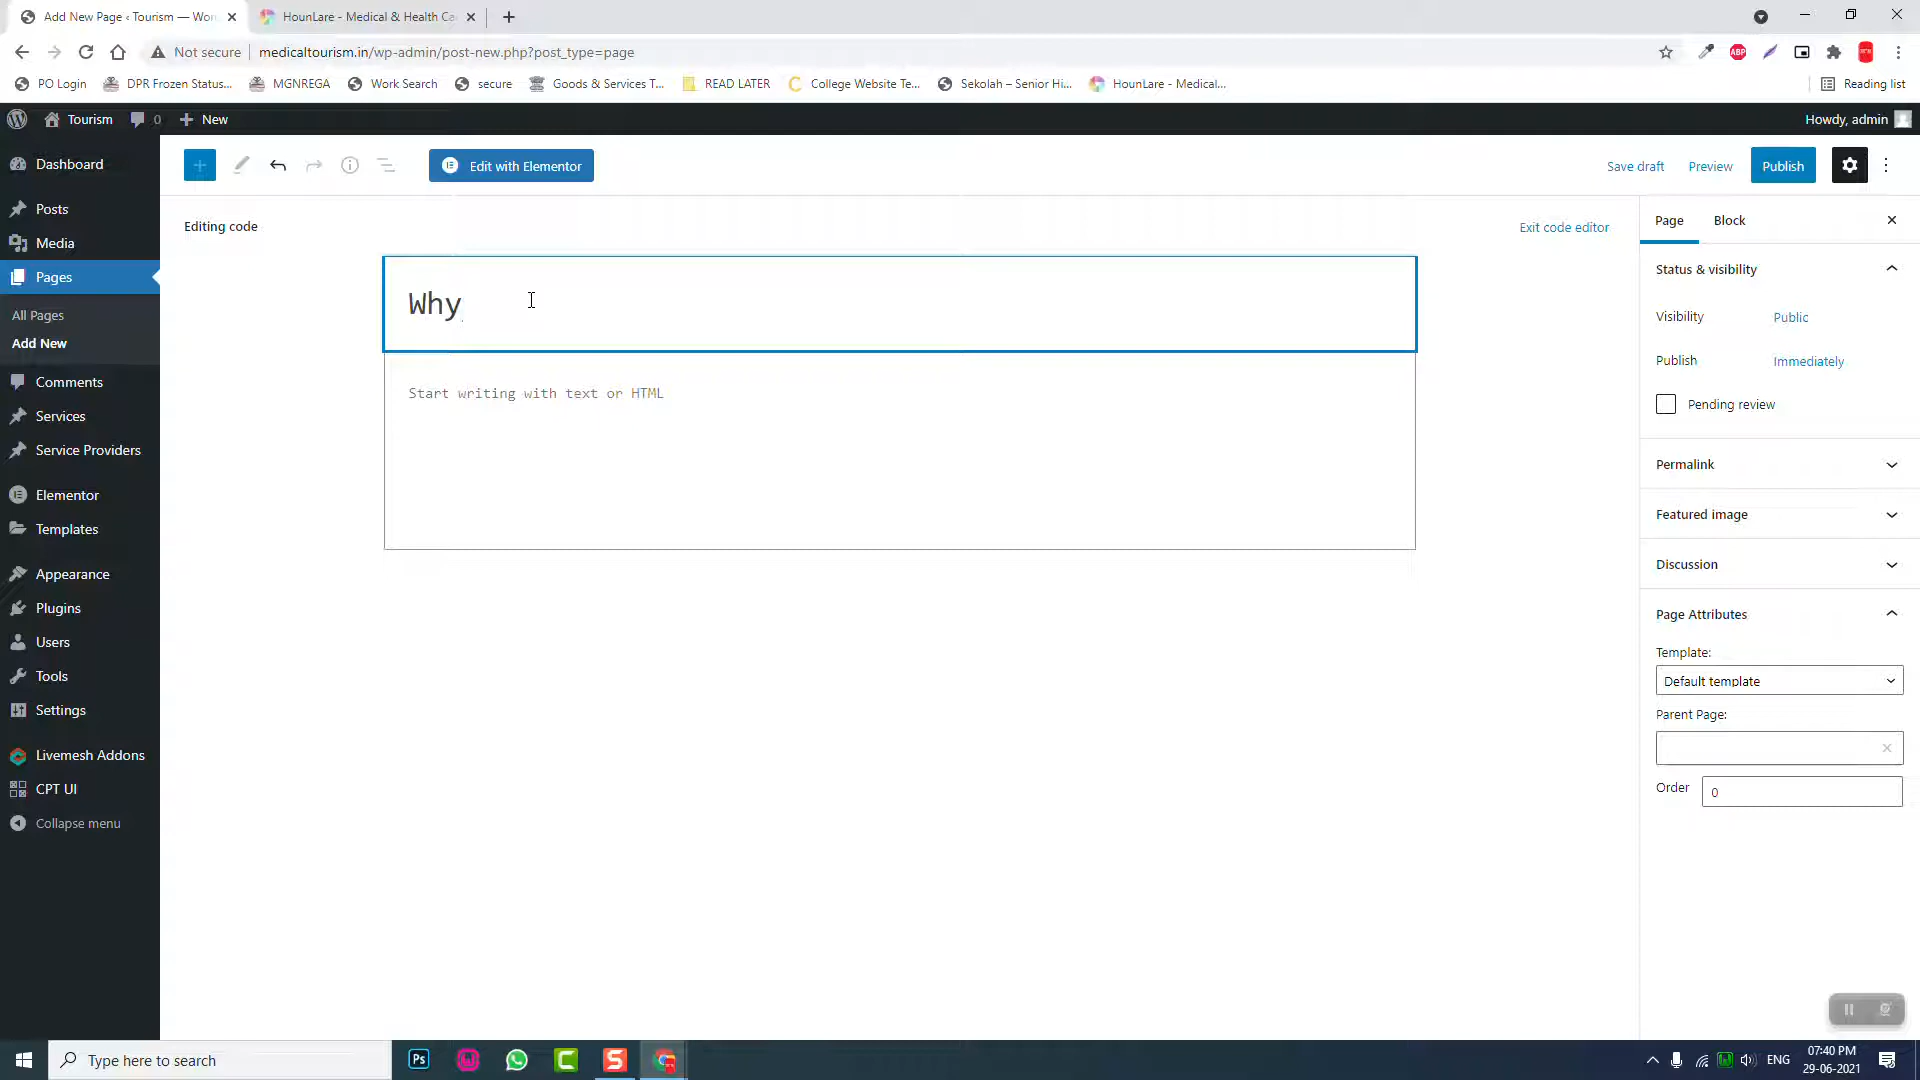 Add New Page ‹ Tourism — Wor
HounLare - Medical & Health Ca
Not secure
medicaltourism.in/wp-admin/post-new.php?post_type=page
ABP
PO Login
DPR Frozen Status...
MGNREGA
Work Search
secure
Goods & Services T...
READ LATER
College Website Te...
Sekolah – Senior Hi...
HounLare - Medical...
Reading list
Tourism
0
New
Howdy, admin
Dashboard
Posts
Media
Pages
All Pages
Add New
Comments
Services
Service Providers
Elementor
Templates
Appearance
Plugins
Users
Tools
Settings
Livemesh Addons
CPT UI
Collapse menu
Edit with Elementor
Save draft
Preview
Publish
Editing code
Exit code editor
Why
Start writing with text or HTML
Page
Block
Status & visibility
Visibility
Public
Publish
Immediately
Pending review
Permalink
Featured image
Discussion
Page Attributes
Template:
Default template
Parent Page:
Order
0
Type here to search
Ps
ENG
07:40 PM
29-06-2021